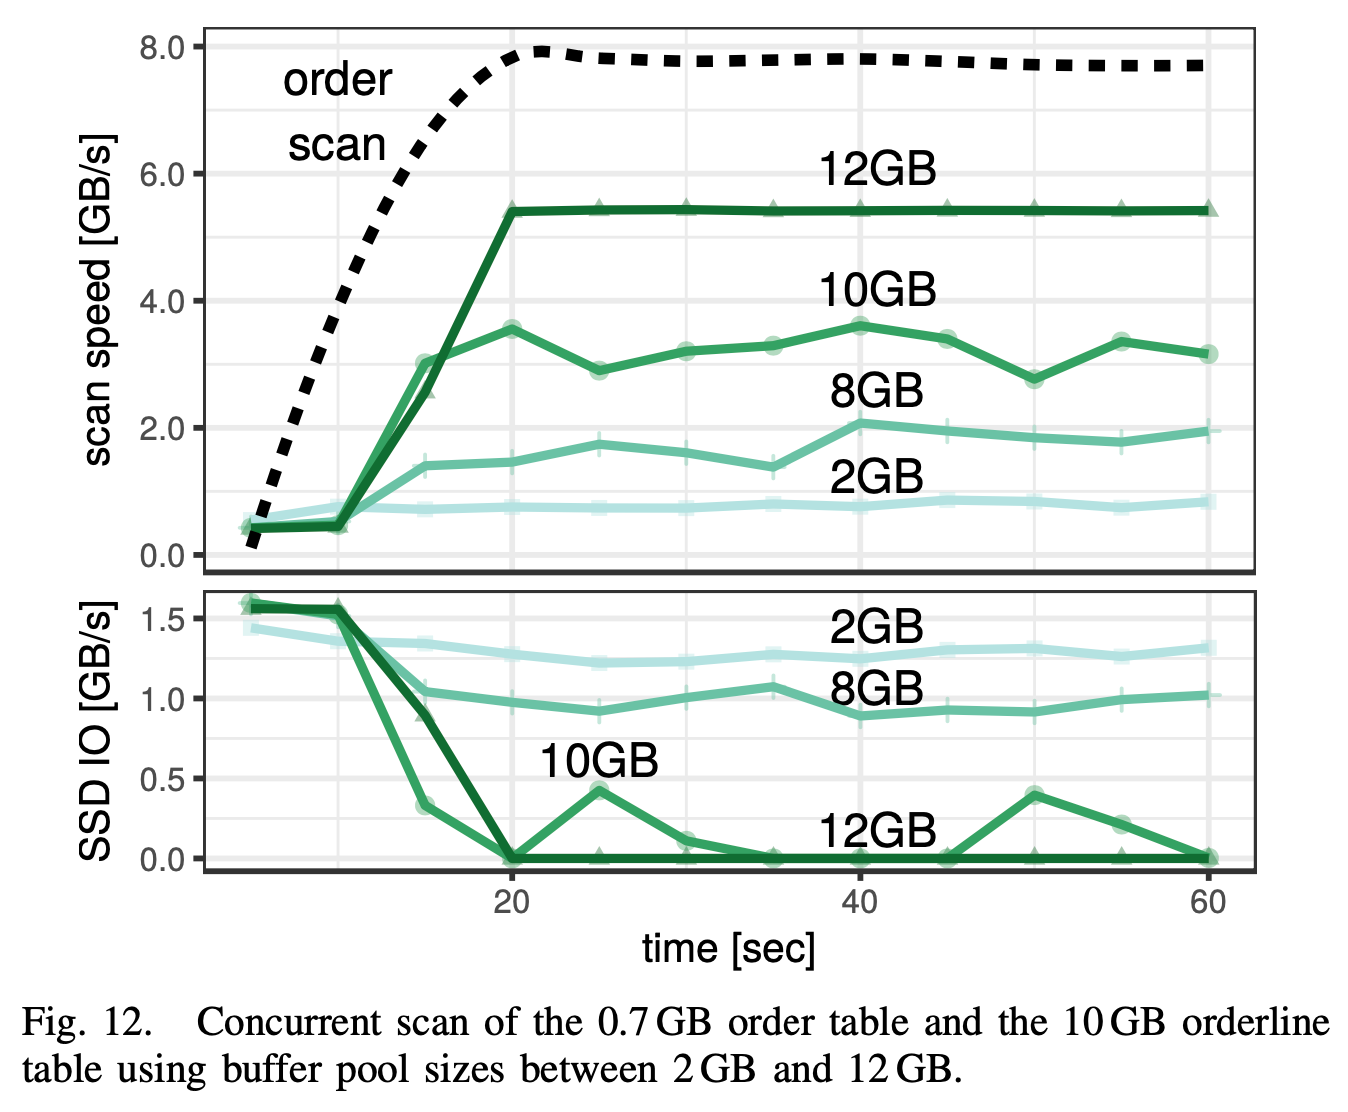 8.0
6.0
4.0
2.0
0.0
scan speed [GB/s]
order
scan
12GB
10GB
8GB
2GB
1.5
1.0
0.5
0.0
SSD IO [GB/s]
2GB
8GB
10GB
12GB
20 40 60
time [sec]
Fig. 12. Concurrent scan of the 0.7 GB order table and the 10 GB orderline
table using buffer pool sizes between 2 GB and 12 GB.